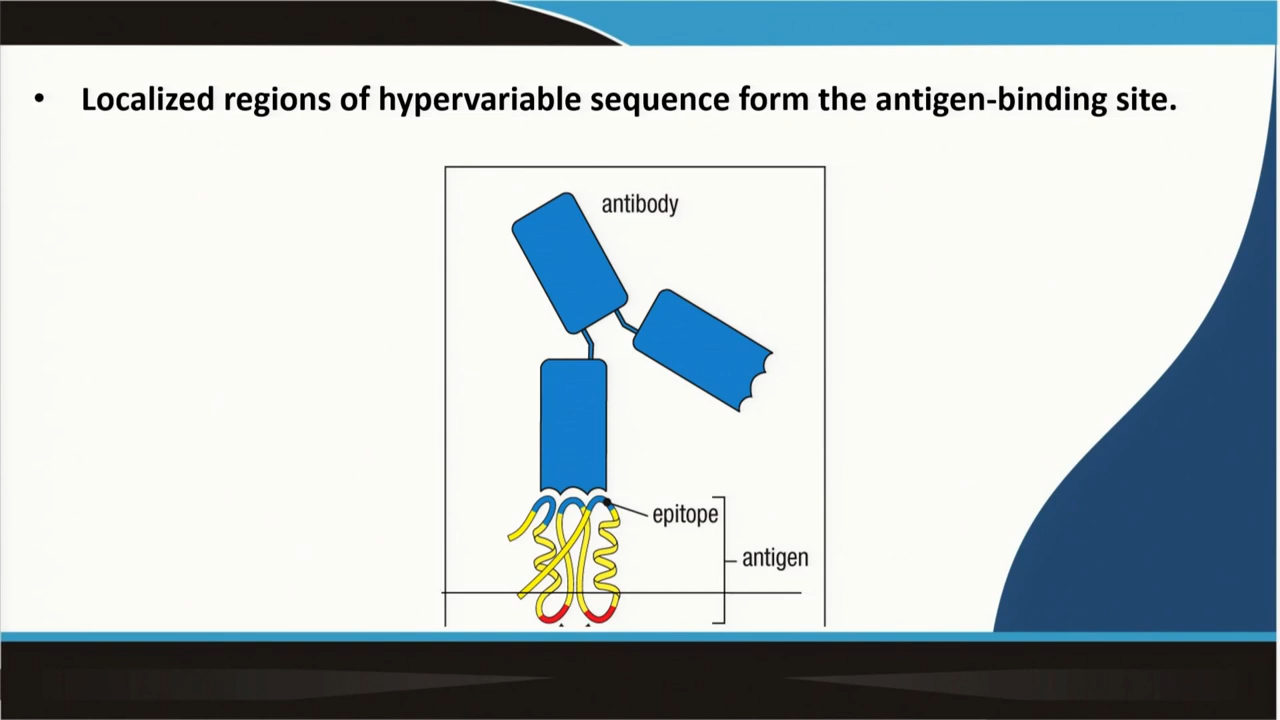 • Localized regions of hypervariable sequence form the antigen-binding site.
antibody
epitope
antigen